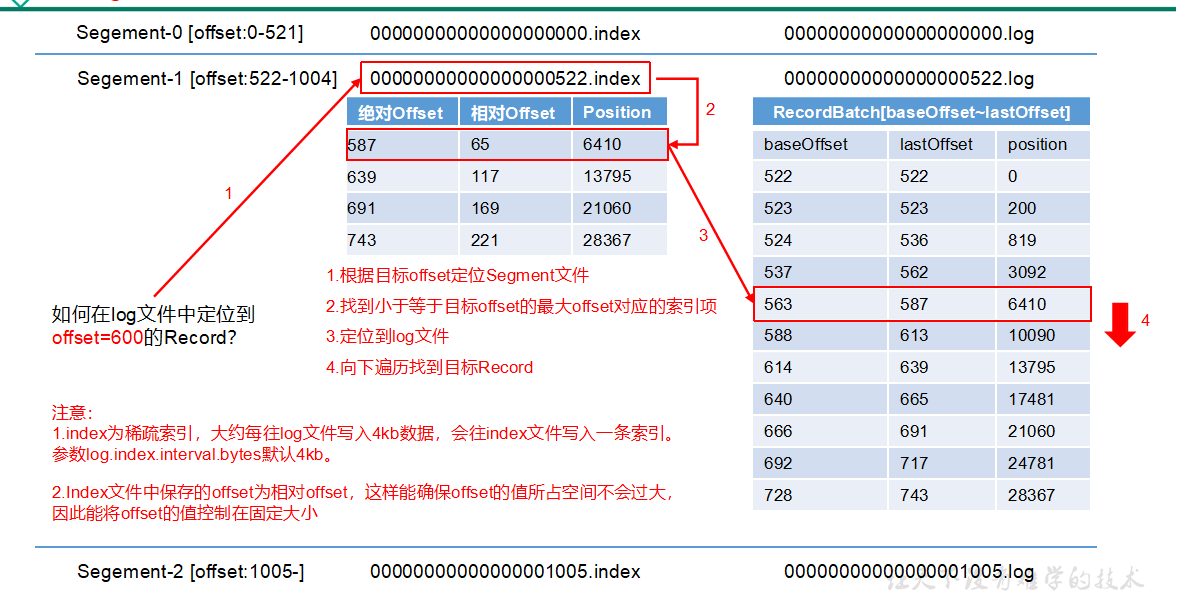 Segement-0 [offset:0-521] 00000000000000000000.index 00000000000000000000.log
Segement-1 [offset:522-1004] 00000000000000000522.index 00000000000000000522.log
绝对Offset 相对Offset Position
587 65 6410
639 117 13795
691 169 21060
743 221 28367
RecordBatch[baseOffset~lastOffset]
baseOffset lastOffset position
522 522 0
523 523 200
524 536 819
537 562 3092
563 587 6410
588 613 10090
614 639 13795
640 665 17481
666 691 21060
692 717 24781
728 743 28367
1
2
3
4
1.根据目标offset定位Segment文件
2.找到小于等于目标offset的最大offset对应的索引项
3.定位到log文件
4.向下遍历找到目标Record
如何在log文件中定位到
offset=600的Record?
注意:
1.index为稀疏索引,大约每往log文件写入4kb数据,会往index文件写入一条索引。
参数log.index.interval.bytes默认4kb。
2.Index文件中保存的offset为相对offset,这样能确保offset的值所占空间不会过大,
因此能将offset的值控制在固定大小
Segement-2 [offset:1005-] 00000000000000001005.index 00000000000000001005.log
学的技术